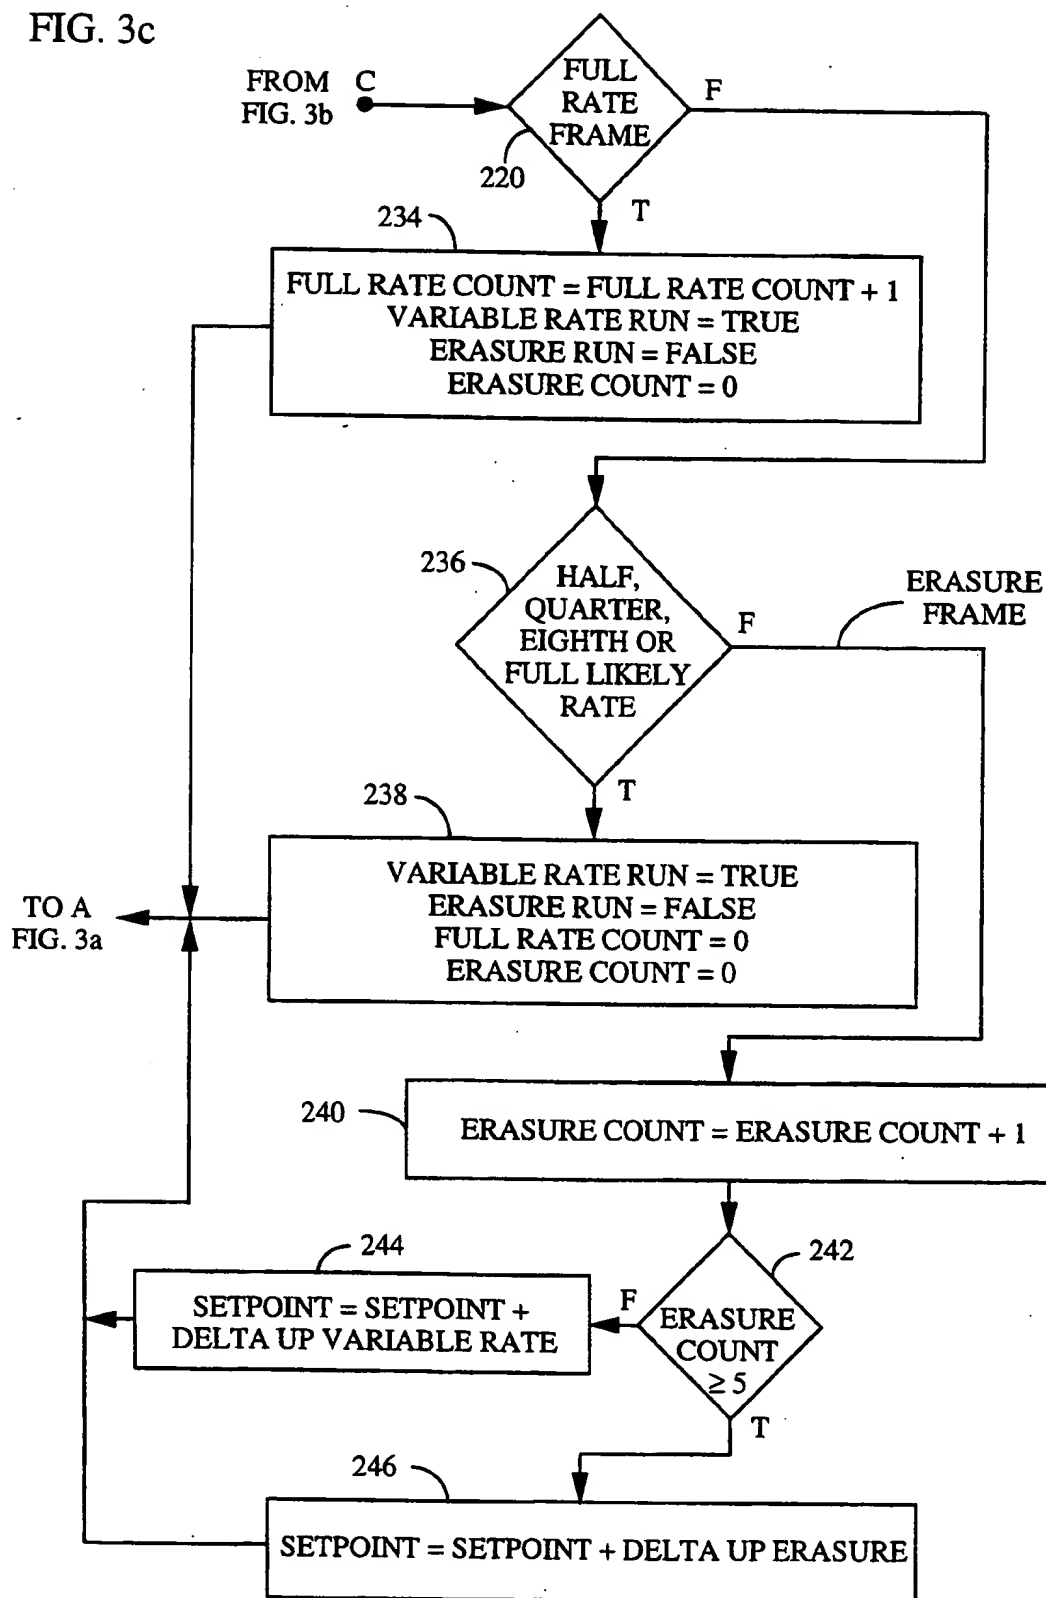 FIG. 3c
FROM C
FIG. 3b
FULL
RATE
FRAME
F
220
T
234
FULL RATE COUNT = FULL RATE COUNT + 1
VARIABLE RATE RUN = TRUE
ERASURE RUN = FALSE
ERASURE COUNT = 0
236
HALF,
QUARTER,
EIGHTH OR
FULL LIKELY
RATE
F
ERASURE
FRAME
T
238
VARIABLE RATE RUN = TRUE
ERASURE RUN = FALSE
FULL RATE COUNT = 0
ERASURE COUNT = 0
TO A
FIG. 3a
240
ERASURE COUNT = ERASURE COUNT + 1
242
ERASURE
COUNT
≥ 5
F
T
244
SETPOINT = SETPOINT +
DELTA UP VARIABLE RATE
246
SETPOINT = SETPOINT + DELTA UP ERASURE